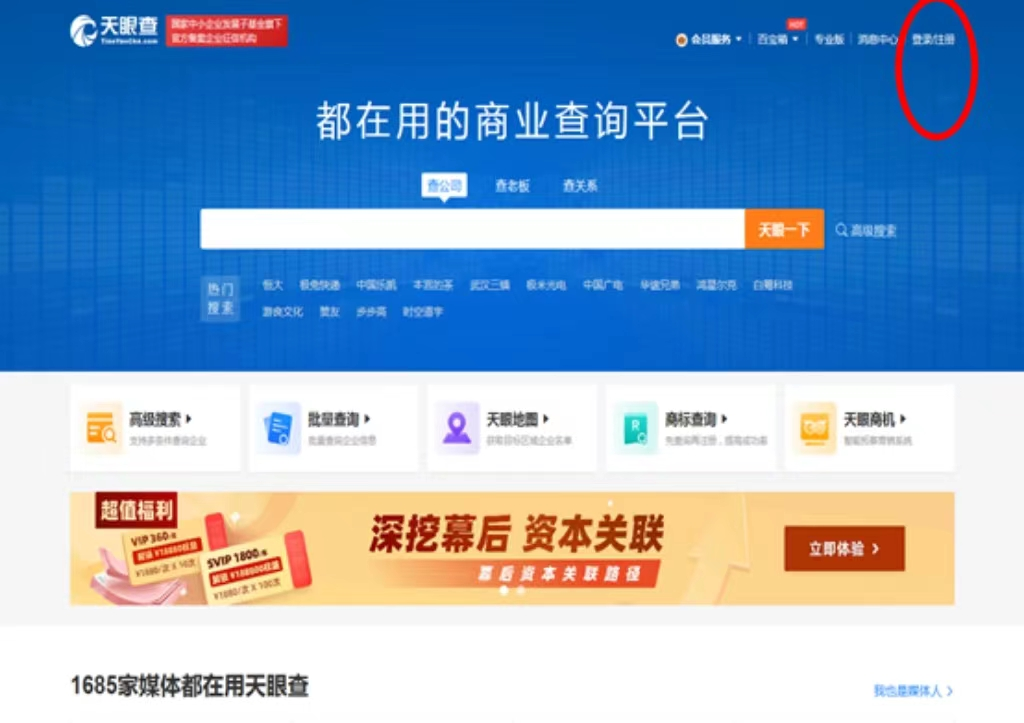 天眼查
TianYanCha.com
国家中小企业发展子基金旗下
官方备案企业征信机构
会员服务
百宝箱
HOT
专业版
消息中心
登录/注册
都在用的商业查询平台
查公司 查老板 查关系
天眼一下
高级搜索
热门
搜索
恒大 极兔快递 中国乐凯 本宫的茶 武汉三镇 极米光电 中国广电 华谊兄弟 鸿星尔克 白菊科技
游良文化 赞友 步步高 时空道宇
高级搜索
支持多条件查询企业
批量查询
批量查询企业信息
天眼地图
获取目标区域企业名单
商标查询
先查询再注册，提高成功率
天眼商机
智能拓客营销系统
超值福利
VIP 360
SVIP 1800
深挖幕后 资本关联
幕后资本关联路径
立即体验
1685家媒体都在用天眼查
我也是媒体人